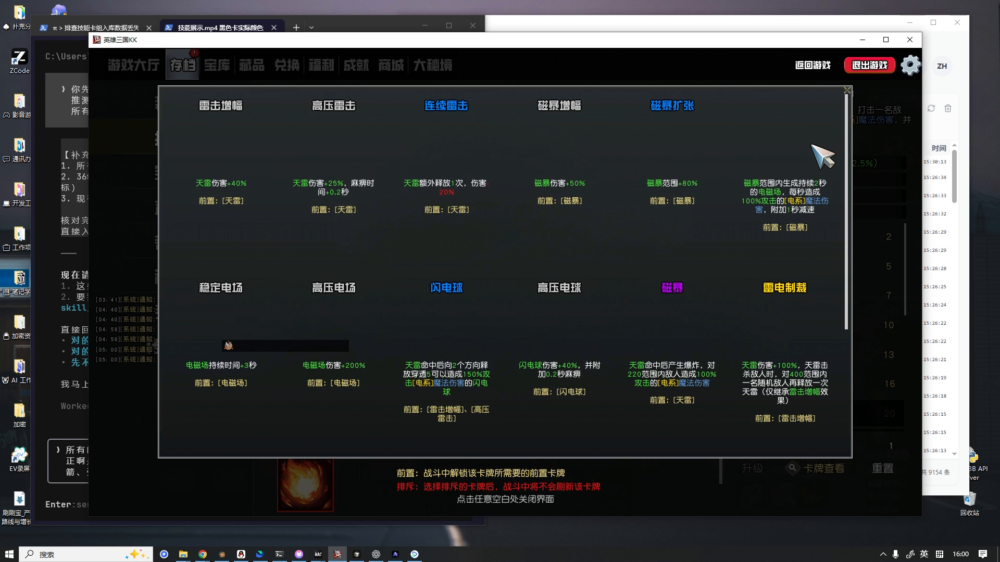 π > 排查技能卡组入库数据丢失
技能展示.mp4 黑色卡实际颜色
英雄三国KK
游戏大厅
存档
宝库
藏品
兑换
福利
成就
商城
大秘境
返回游戏
退出游戏
ZH
雷击增幅
高压雷击
连续雷击
磁暴增幅
磁暴扩张
天雷伤害+40%
前置: [天雷]
天雷伤害+25%, 麻痹时
间+0.2秒
前置: [天雷]
天雷额外释放1次, 伤害-
20%
前置: [天雷]
磁暴伤害+50%
前置: [磁暴]
磁暴范围+80%
前置: [磁暴]
磁暴范围内生成持续2秒
的电磁场, 每秒造成
100%攻击的[电系]魔法伤
害, 附加1秒减速
前置: [磁暴]
稳定电场
高压电场
闪电球
高压电球
磁暴
雷电制裁
电磁场持续时间+3秒
前置: [电磁场]
电磁场伤害+200%
前置: [电磁场]
天雷命中后向2个方向释
放穿透5可以造成150%攻
击[电系]魔法伤害的闪电
球
前置: [雷击增幅]、[高压
雷击]
闪电球伤害+40%, 并附
加0.2秒麻痹
前置: [闪电球]
天雷命中后产生爆炸, 对
220范围内敌人造成100%
攻击的[电系]魔法伤害
前置: [天雷]
天雷伤害+100%, 天雷击
杀敌人时, 对400范围内
一名随机敌人再释放一次
天雷（仅继承雷击增幅效
果）
前置: [雷击增幅]
前置: 战斗中解锁该卡牌所需要的前置卡牌
排斥: 选择排斥的卡牌后, 战斗中将不会刷新该卡牌
点击任意空白处关闭界面
打击一名敌
]魔法伤害, 并
2.5%)
2
5
7
10
13
16
20
1
升级
卡牌查看
重置
C:\Users
❯ 你先
推测
所有
【补充
1. 所
2. 36
标)
3. 现
核对完
直接入
现在请
1. 这
2. 要
skill
直接回
· 对的
· 对的
· 先不
我马上
Worke
❯ 所有
正啊
箭、
Enter:se
[03: 41][系统]通知:
[04: 40][系统]通知:
[04: 40][系统]通知:
[04: 59][系统]通知:
[04: 59][系统]通知:
[05: 00][系统]通知:
[05: 00][系统]通知:
时间
15:30:13
15:26:34
15:26:33
15:26:32
15:26:29
15:26:29
15:26:28
15:26:25
15:26:24
15:26:22
15:26:22
15:26:21
15:26:19
15:26:18
15:26:15
15:26:15
15:26:13
共 9154 条
扑克分
ZCode
影音游
通讯办
开发工
工作项
笔记学
加密资
AI 工作
加密
EV录屏
刷刷宝_产
路线与增长
回收站
搜索
kk!
英
拼
16:00